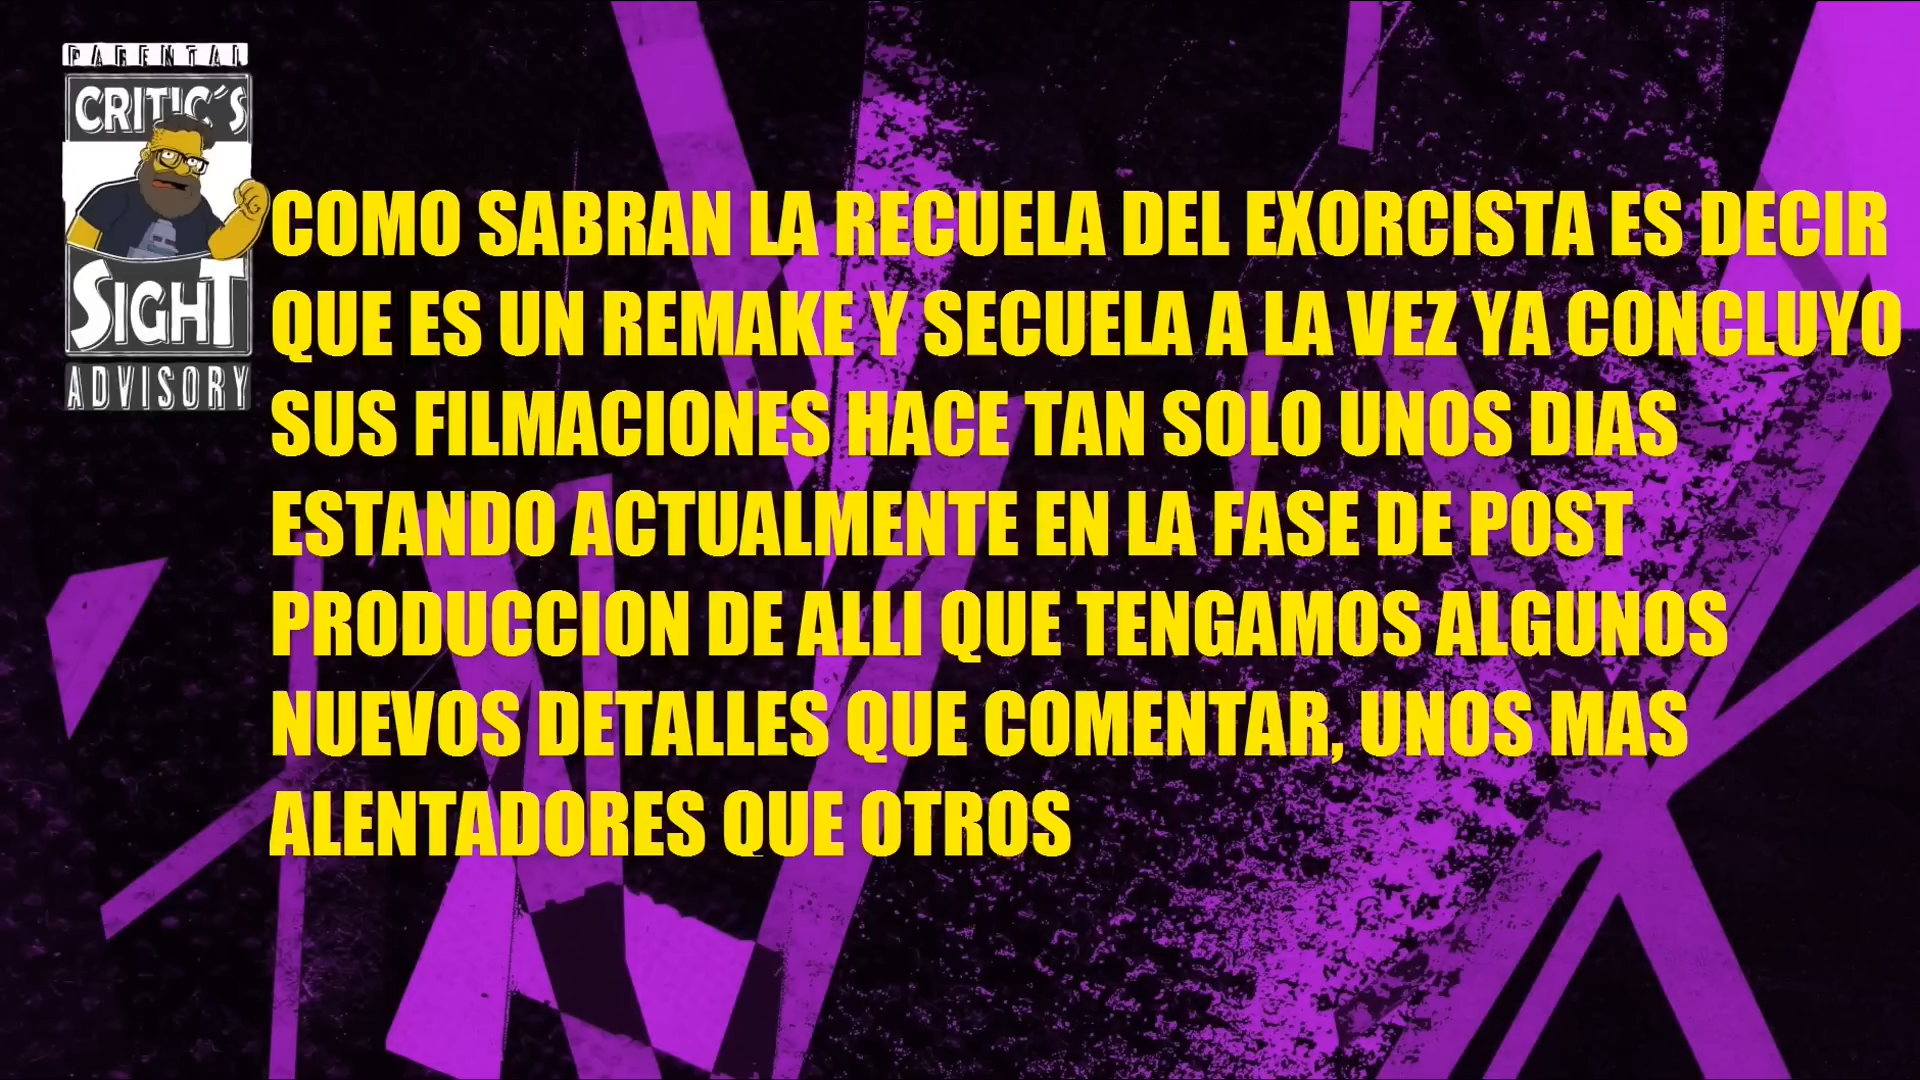 PARENTAL
CRITIC´S
SIGHT
ADVISORY
COMO SABRAN LA RECUELA DEL EXORCISTA ES DECIR
QUE ES UN REMAKE Y SECUELA A LA VEZ YA CONCLUYO
SUS FILMACIONES HACE TAN SOLO UNOS DIAS
ESTANDO ACTUALMENTE EN LA FASE DE POST
PRODUCCION DE ALLI QUE TENGAMOS ALGUNOS
NUEVOS DETALLES QUE COMENTAR, UNOS MAS
ALENTADORES QUE OTROS